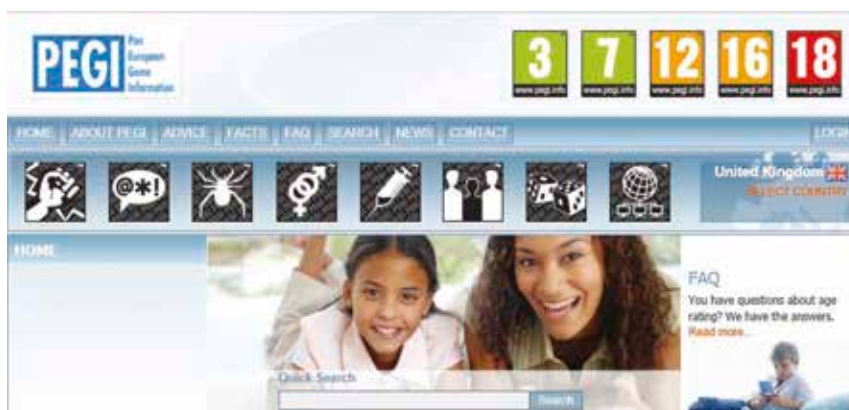 PEGI
Pan
European
Game
Information
3 7 12 16 18
www.pegi.info www.pegi.info www.pegi.info www.pegi.info www.pegi.info
HOME ABOUT PEGI ADVICE FACTS FAQ SEARCH NEWS CONTACT LOGIN
@*!
United Kingdom
SELECT COUNTRY
HOME
FAQ
You have questions about age
rating? We have the answers.
Read more...
Quick Search
Search